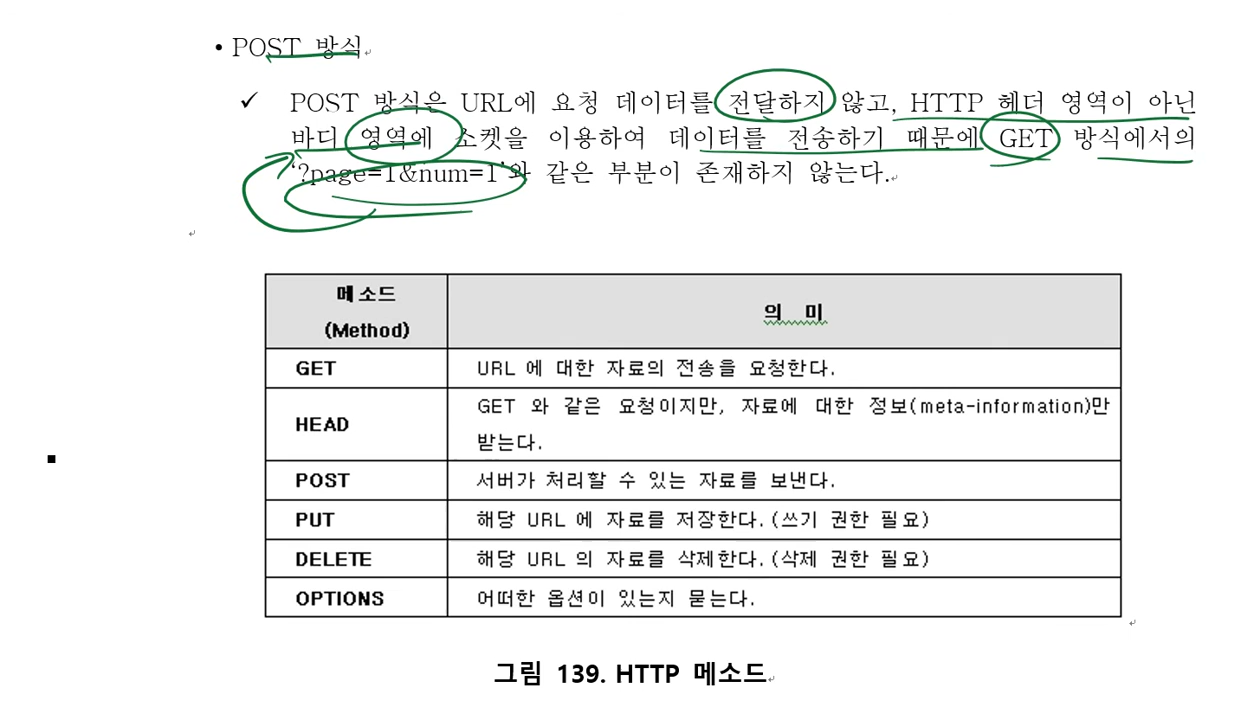 • POST 방식
✓ POST 방식은 URL에 요청 데이터를 전달하지 않고, HTTP 헤더 영역이 아닌
바디 영역에 소켓을 이용하여 데이터를 전송하기 때문에 GET 방식에서의
‘?page=1&num=1’와 같은 부분이 존재하지 않는다.
메소드
(Method)
의 미
GET
URL 에 대한 자료의 전송을 요청한다.
HEAD
GET 와 같은 요청이지만, 자료에 대한 정보(meta-information)만
받는다.
POST
서버가 처리할 수 있는 자료를 보낸다.
PUT
해당 URL 에 자료를 저장한다.(쓰기 권한 필요)
DELETE
해당 URL 의 자료를 삭제한다.(삭제 권한 필요)
OPTIONS
어떠한 옵션이 있는지 묻는다.
그림 139. HTTP 메소드